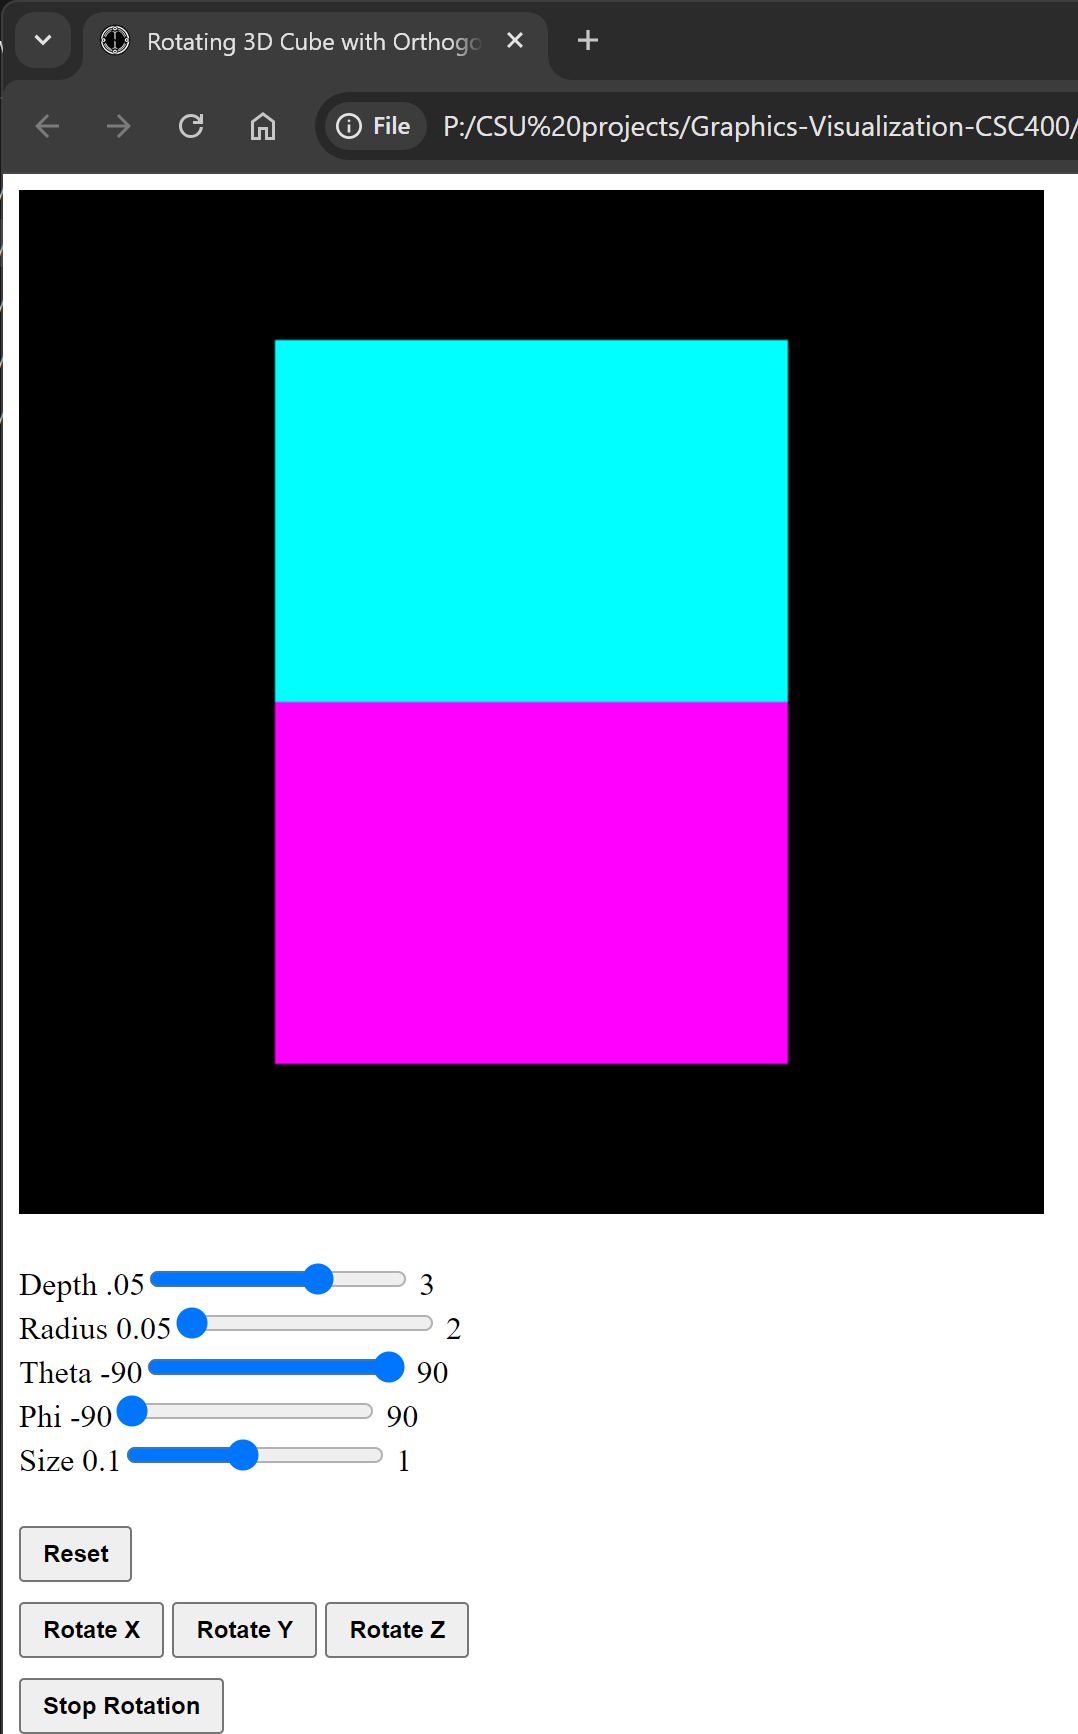 Rotating 3D Cube with Orthogo
File P:/CSU%20projects/Graphics-Visualization-CSC400/
Depth .05 3
Radius 0.05 2
Theta -90 90
Phi -90 90
Size 0.1 1
Reset
Rotate X Rotate Y Rotate Z
Stop Rotation